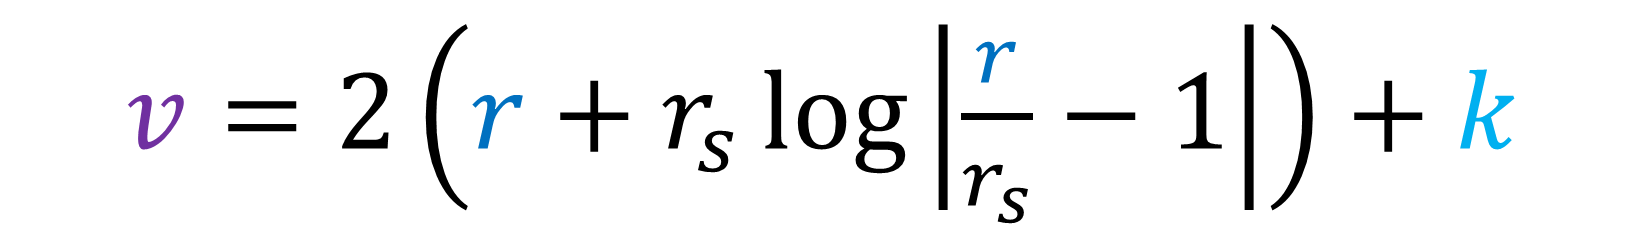 v = 2 (r + r_s log |r/r_s − 1|) + k